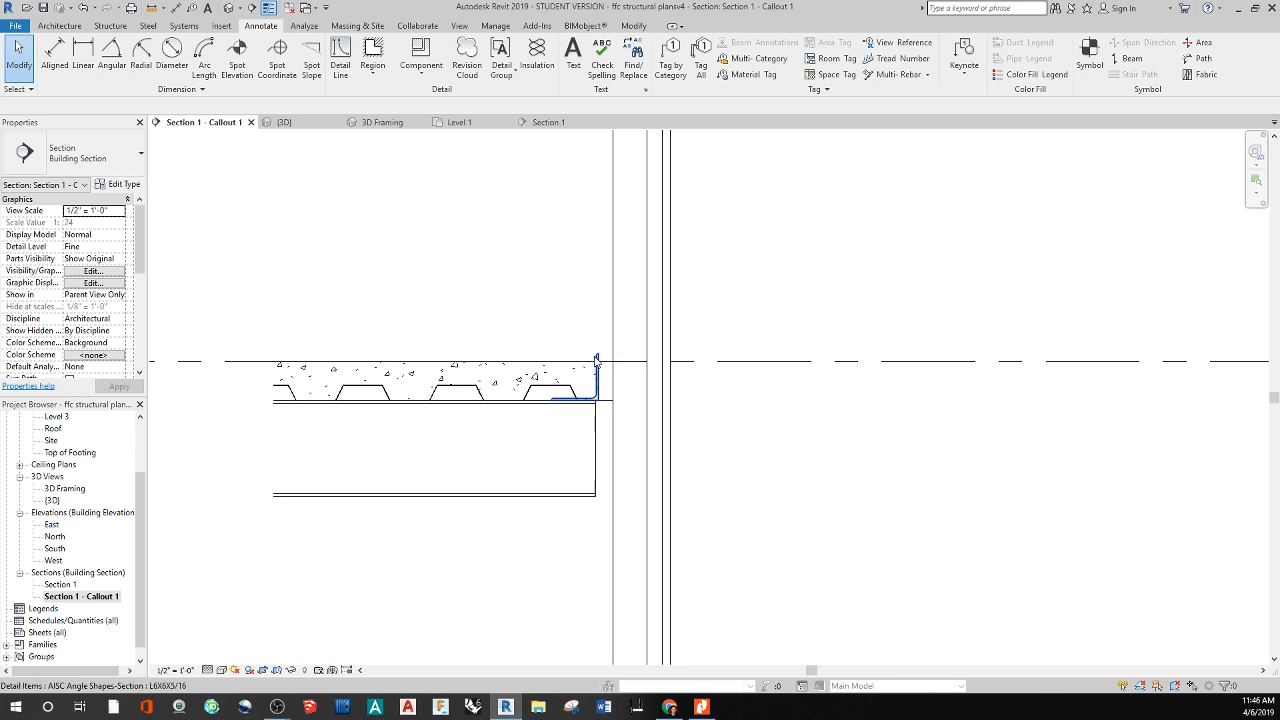 Autodesk Revit 2019 - STUDENT VERSION - ffc structural plansv4 - Section: Section 1 - Callout 1
Type a keyword or phrase
Sign In
File Architecture Structure Steel Systems Insert Annotate Analyze Massing & Site Collaborate View Manage Add-Ins BIMobject® Modify
Modify Aligned Linear Angular Radial Diameter Arc Length Spot Elevation Spot Coordinate Spot Slope Detail Line Region Component Revision Cloud Detail Group Insulation Text Check Spelling Find/ Replace Tag by Category Tag All
Beam Annotations Area Tag View Reference
Multi- Category Room Tag Tread Number
Material Tag Space Tag Multi- Rebar
Keynote
Duct Legend
Pipe Legend
Color Fill Legend
Symbol
Span Direction Area
Beam Path
Stair Path Fabric
Select Dimension Detail Text Tag Color Fill Symbol
Properties
Section 1 - Callout 1 {3D} 3D Framing Level 1 Section 1
Section
Building Section
Section: Section 1 - C Edit Type
Graphics
View Scale 1/2" = 1'-0"
Scale Value 1: 24
Display Model Normal
Detail Level Fine
Parts Visibility Show Original
Visibility/Grap... Edit...
Graphic Displ... Edit...
Show in Parent View Only
Hide at scales ... 1/8" = 1'-0"
Discipline Architectural
Show Hidden ... By Discipline
Color Scheme ... Background
Color Scheme <none>
Default Analy... None
Properties help Apply
Project Browser - ffc structural plan...
Level 3
Roof
Site
Top of Footing
Ceiling Plans
3D Views
3D Framing
{3D}
Elevations (Building Elevation
East
North
South
West
Sections (Building Section)
Section 1
Section 1 - Callout 1
Legends
Schedules/Quantities (all)
Sheets (all)
Families
Groups
1/2" = 1'-0"
Detail Items : AISC Angle Shapes-Section : L6X6X5/16
:0
Main Model
:0
11:46 AM
4/6/2019